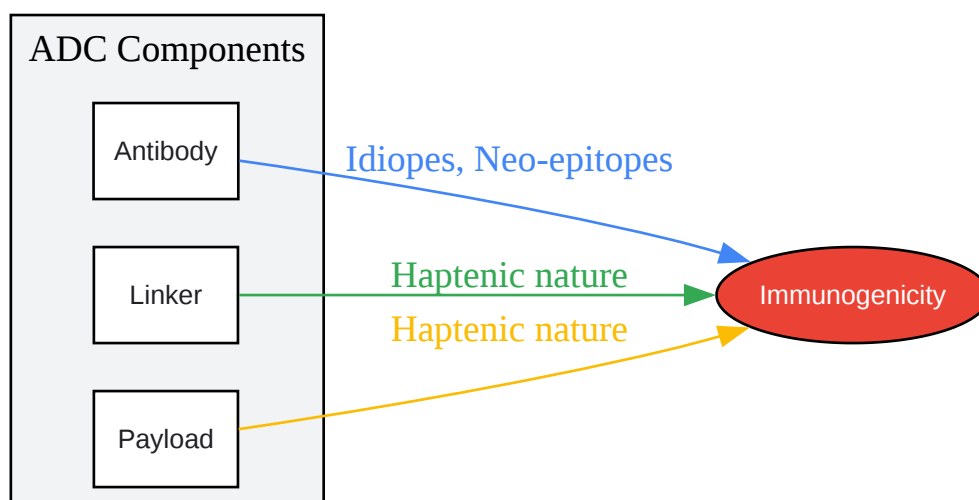 ADC Components
Antibody
Idiopes, Neo-epitopes
Linker
Haptenic nature
Immunogenicity
Haptenic nature
Payload